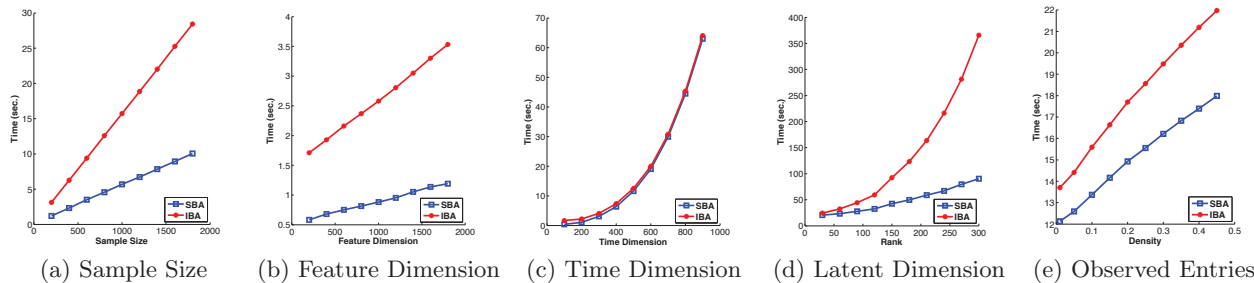 30
25
20
15
10
5
0
0 500 1000 1500 2000
Time (sec.)
Sample Size
SBA
IBA
(a) Sample Size
4
3.5
3
2.5
2
1.5
1
0.5
0 500 1000 1500 2000
Time (sec.)
Feature Dimension
SBA
IBA
(b) Feature Dimension
70
60
50
40
30
20
10
0
0 200 400 600 800 1000
Time (sec.)
Time Dimension
SBA
IBA
(c) Time Dimension
400
350
300
250
200
150
100
50
0
0 50 100 150 200 250 300
Time (sec.)
Rank
SBA
IBA
(d) Latent Dimension
22
21
20
19
18
17
16
15
14
13
12
0 0.1 0.2 0.3 0.4 0.5
Time (sec.)
Density
SBA
IBA
(e) Observed Entries